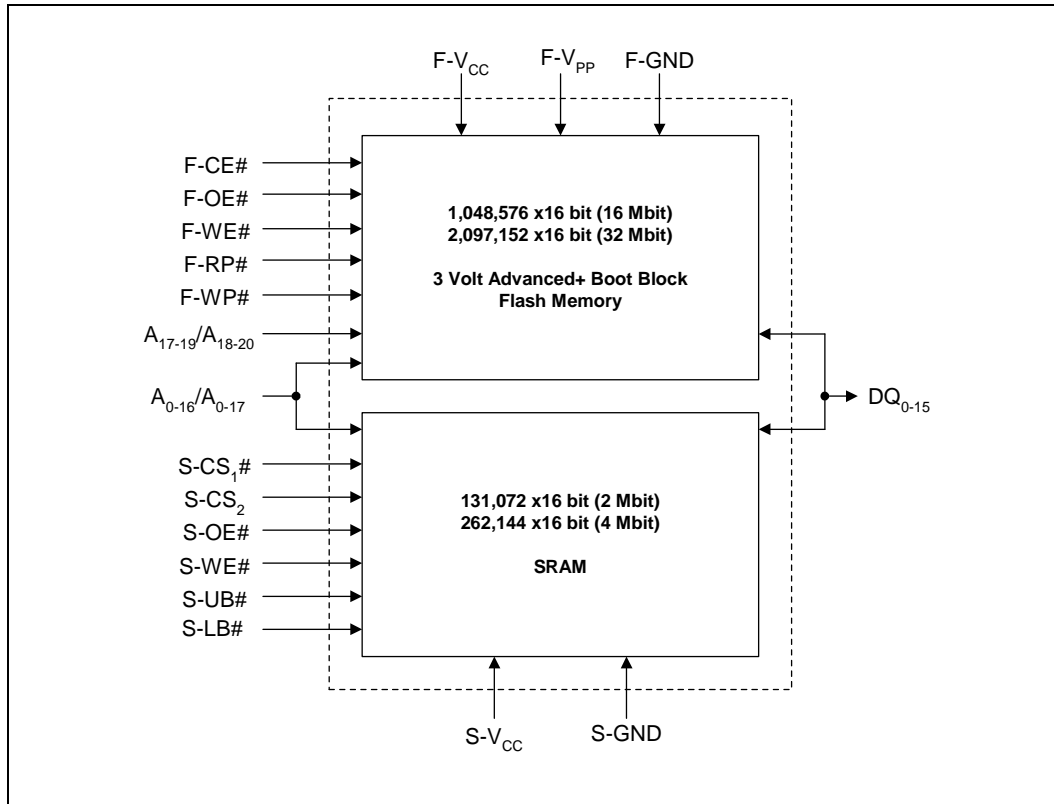 F-VCC F-VPP F-GND
F-CE#
F-OE#
F-WE#
F-RP#
F-WP#
A17-19/A18-20
A0-16/A0-17
1,048,576 x16 bit (16 Mbit)
2,097,152 x16 bit (32 Mbit)
3 Volt Advanced+ Boot Block
Flash Memory
DQ0-15
S-CS1#
S-CS2
S-OE#
S-WE#
S-UB#
S-LB#
131,072 x16 bit (2 Mbit)
262,144 x16 bit (4 Mbit)
SRAM
S-VCC S-GND